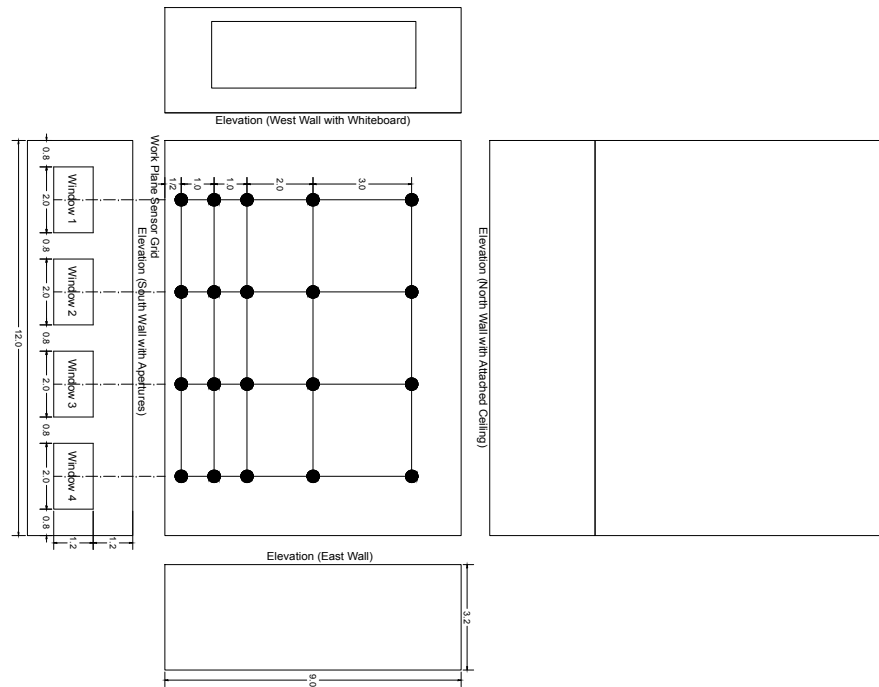 Elevation (West Wall with Whiteboard)
Work Plane Sensor Grid
1/2
1.0
1.0
2.0
3.0
0.8
2.0
0.8
2.0
0.8
2.0
0.8
2.0
0.8
12.0
Window 1
Window 2
Window 3
Window 4
1.2
1.2
Elevation (South Wall with Apertures)
Elevation (North Wall with Attached Ceiling)
Elevation (East Wall)
3.2
9.0